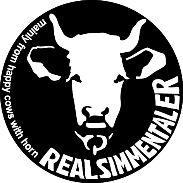 mainly from happy cows with horn
REALSIMMENTALER